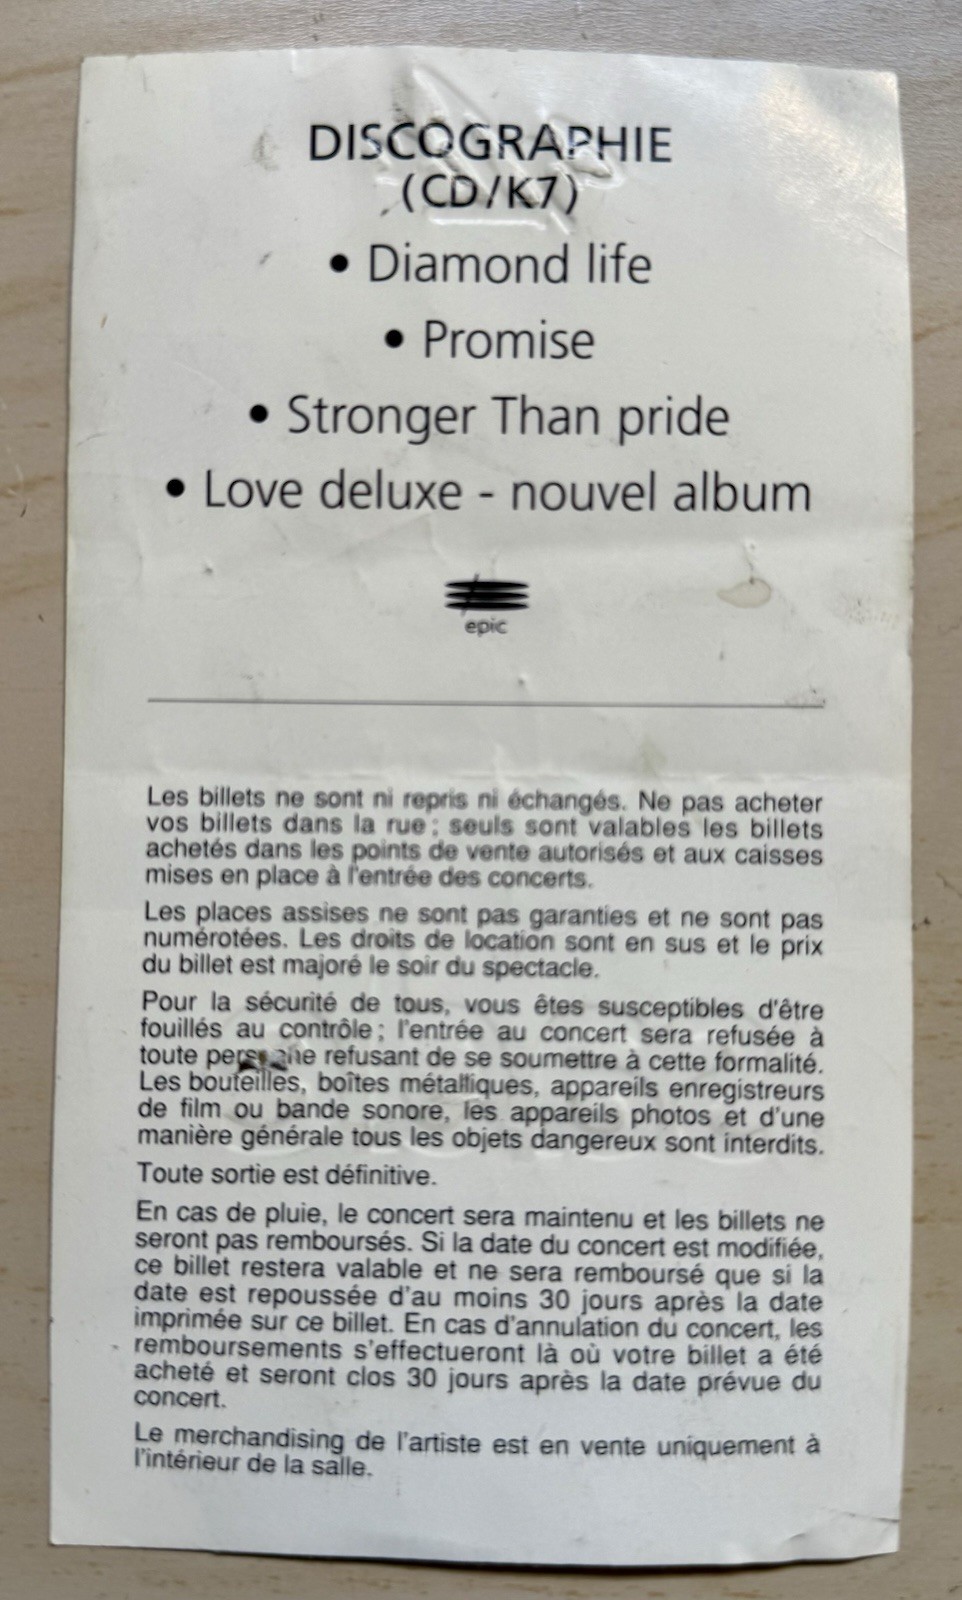 DISCOGRAPHIE
(CD/K7)
• Diamond life
• Promise
• Stronger Than pride
• Love deluxe - nouvel album
epic
Les billets ne sont ni repris ni échangés. Ne pas acheter
vos billets dans la rue ; seuls sont valables les billets
achetés dans les points de vente autorisés et aux caisses
mises en place à l'entrée des concerts.
Les places assises ne sont pas garanties et ne sont pas
numérotées. Les droits de location sont en sus et le prix
du billet est majoré le soir du spectacle.
Pour la sécurité de tous, vous êtes susceptibles d'être
fouillés au contrôle ; l'entrée au concert sera refusée à
toute personne refusant de se soumettre à cette formalité.
Les bouteilles, boîtes métalliques, appareils enregistreurs
de film ou bande sonore, les appareils photos et d'une
manière générale tous les objets dangereux sont interdits.
Toute sortie est définitive.
En cas de pluie, le concert sera maintenu et les billets ne
seront pas remboursés. Si la date du concert est modifiée,
ce billet restera valable et ne sera remboursé que si la
date est repoussée d'au moins 30 jours après la date
imprimée sur ce billet. En cas d'annulation du concert, les
remboursements s'effectueront là où votre billet a été
acheté et seront clos 30 jours après la date prévue du
concert.
Le merchandising de l'artiste est en vente uniquement à
l'intérieur de la salle.